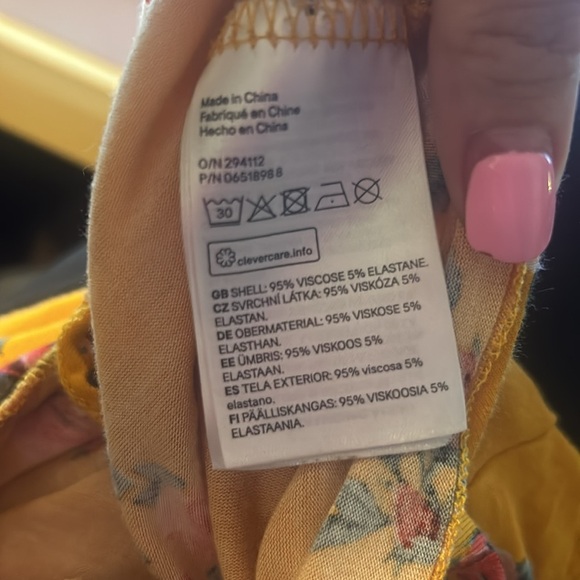 Made in China
Fabriqué en Chine
Hecho en China
O/N 294112
P/N 06518988
30
clevercare.info
GB SHELL: 95% VISCOSE 5% ELASTANE.
CZ SVRCHNÍ LÁTKA: 95% VISKÓZA 5%
ELASTAN.
DE OBERMATERIAL: 95% VISKOSE 5%
ELASTHAN.
EE ÜMBRIS: 95% VISKOOS 5%
ELASTAAN.
ES TELA EXTERIOR: 95% viscosa 5%
elastano.
FI PÄÄLLISKANGAS: 95% VISKOOSIA 5%
ELASTAANIA.